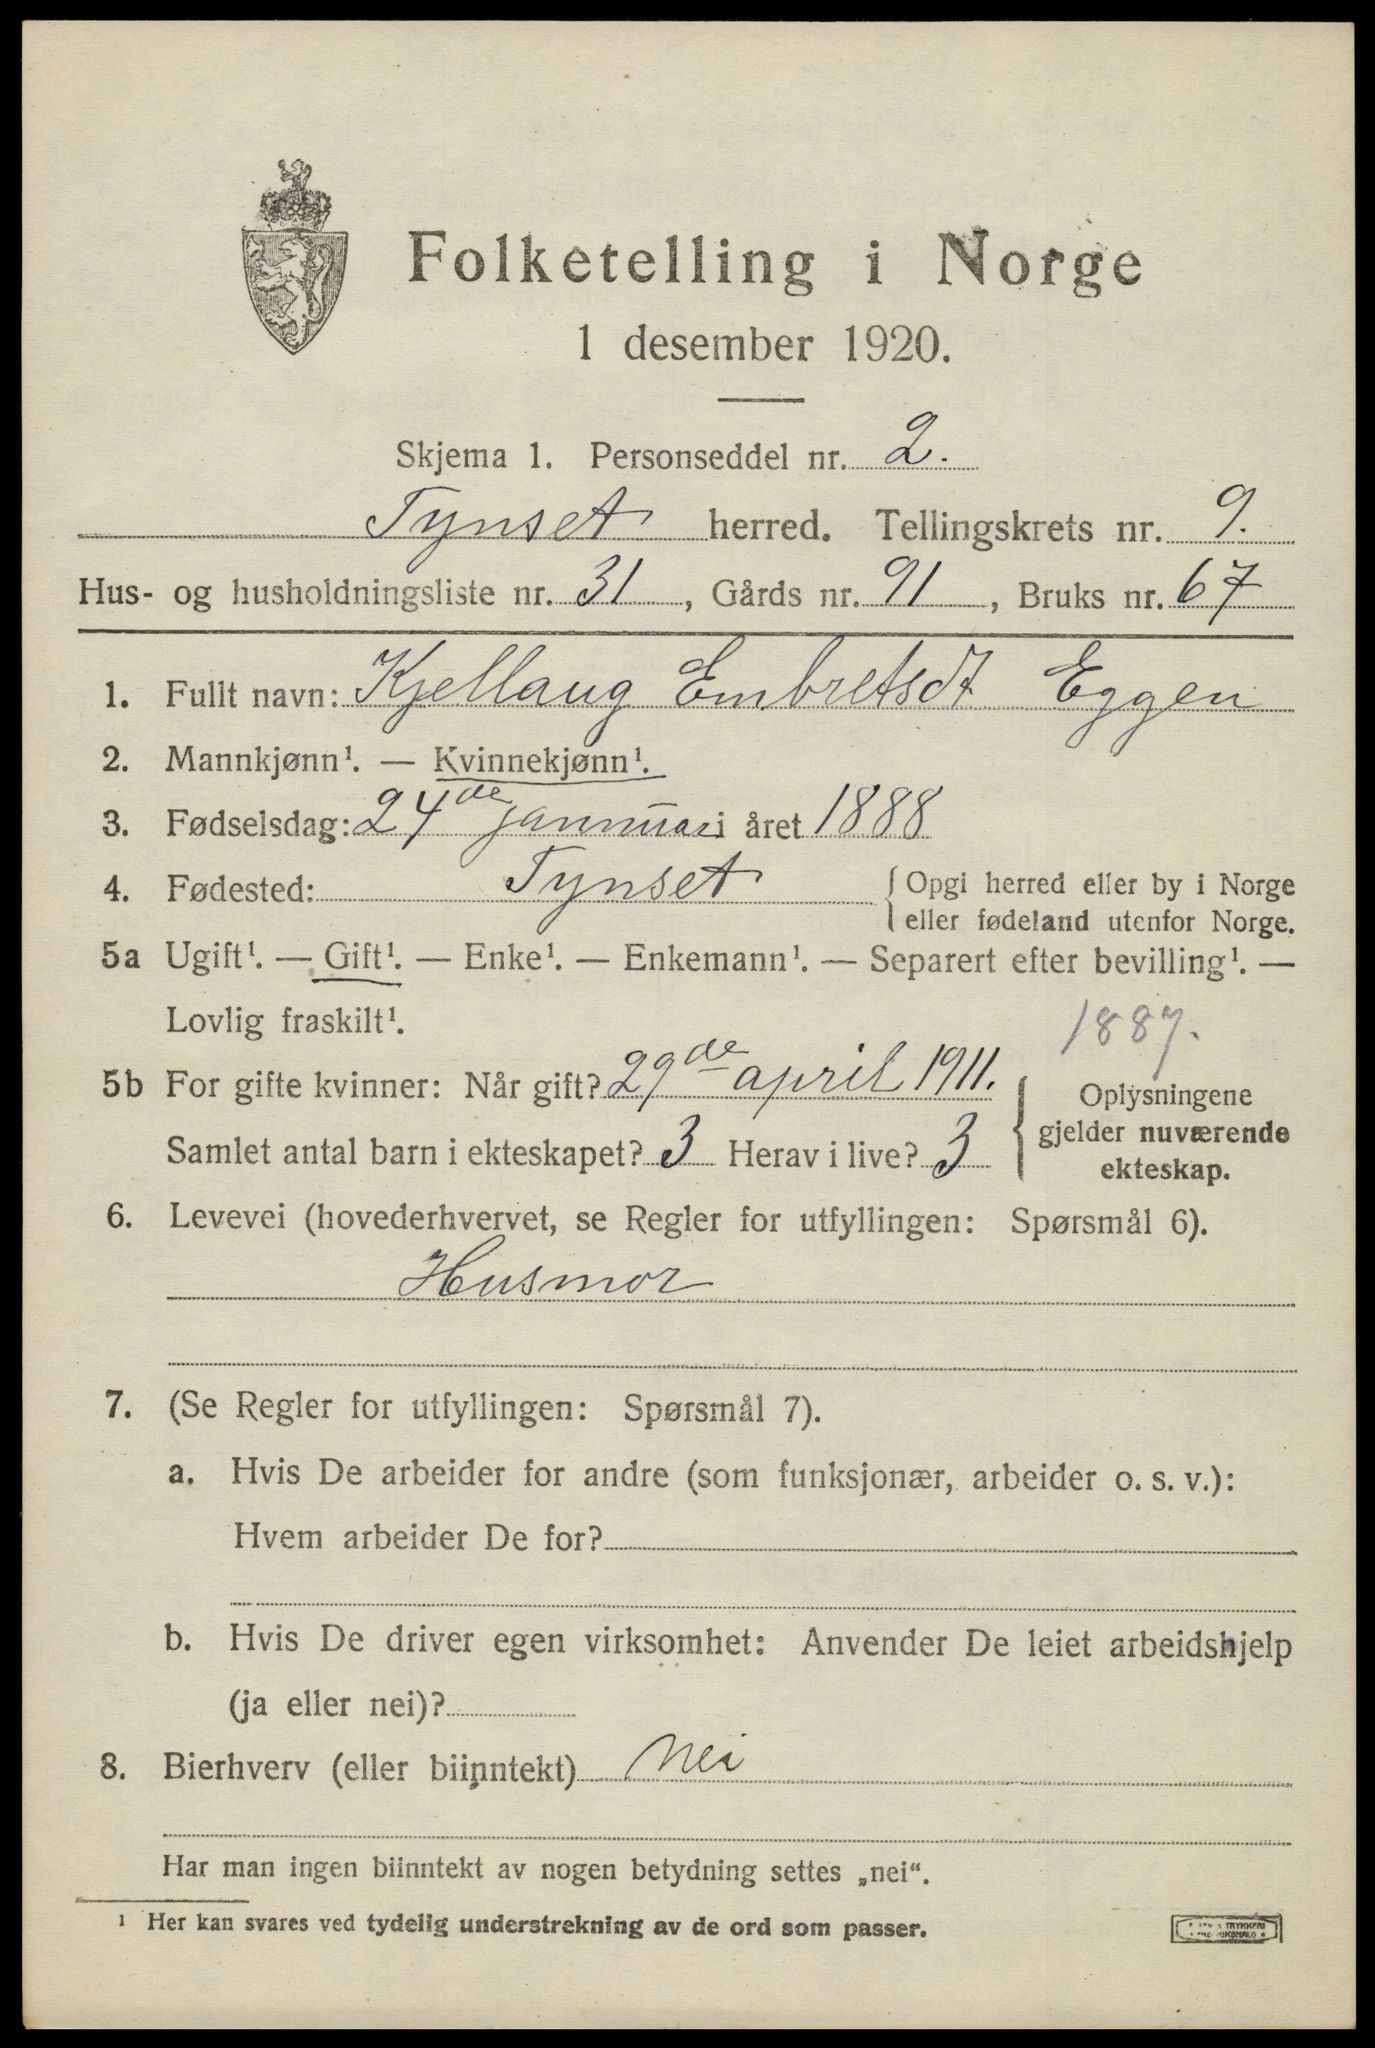 Folketelling i Norge
1 desember 1920.
Skjema 1. Personseddel nr. 2.
Tynset herred. Tellingskrets nr. 9.
Hus- og husholdningsliste nr. 31, Gårds nr. 91, Bruks nr. 67
1. Fullt navn: Kjellaug Embretsdt Eggen
2. Mannkjønn¹. — Kvinnekjønn¹.
3. Fødselsdag: 24de januar i året 1888
4. Fødested: Tynset {Opgi herred eller by i Norge
eller fødeland utenfor Norge.
5a Ugift¹. — Gift¹. — Enke¹. — Enkemann¹. — Separert efter bevilling¹. —
Lovlig fraskilt¹.
1887.
5b For gifte kvinner: Når gift? 29de april 1911.
Samlet antal barn i ekteskapet? 3 Herav i live? 3
{Oplysningene
gjelder nuværende
ekteskap.
6. Levevei (hovederhvervet, se Regler for utfyllingen: Spørsmål 6).
Husmor
7. (Se Regler for utfyllingen: Spørsmål 7).
a. Hvis De arbeider for andre (som funksjonær, arbeider o. s. v.):
Hvem arbeider De for?
b. Hvis De driver egen virksomhet: Anvender De leiet arbeidshjelp
(ja eller nei)?
8. Bierhverv (eller biinntekt) Nei
Har man ingen biinntekt av nogen betydning settes „nei“.
¹ Her kan svares ved tydelig understrekning av de ord som passer.
TRYKKERI